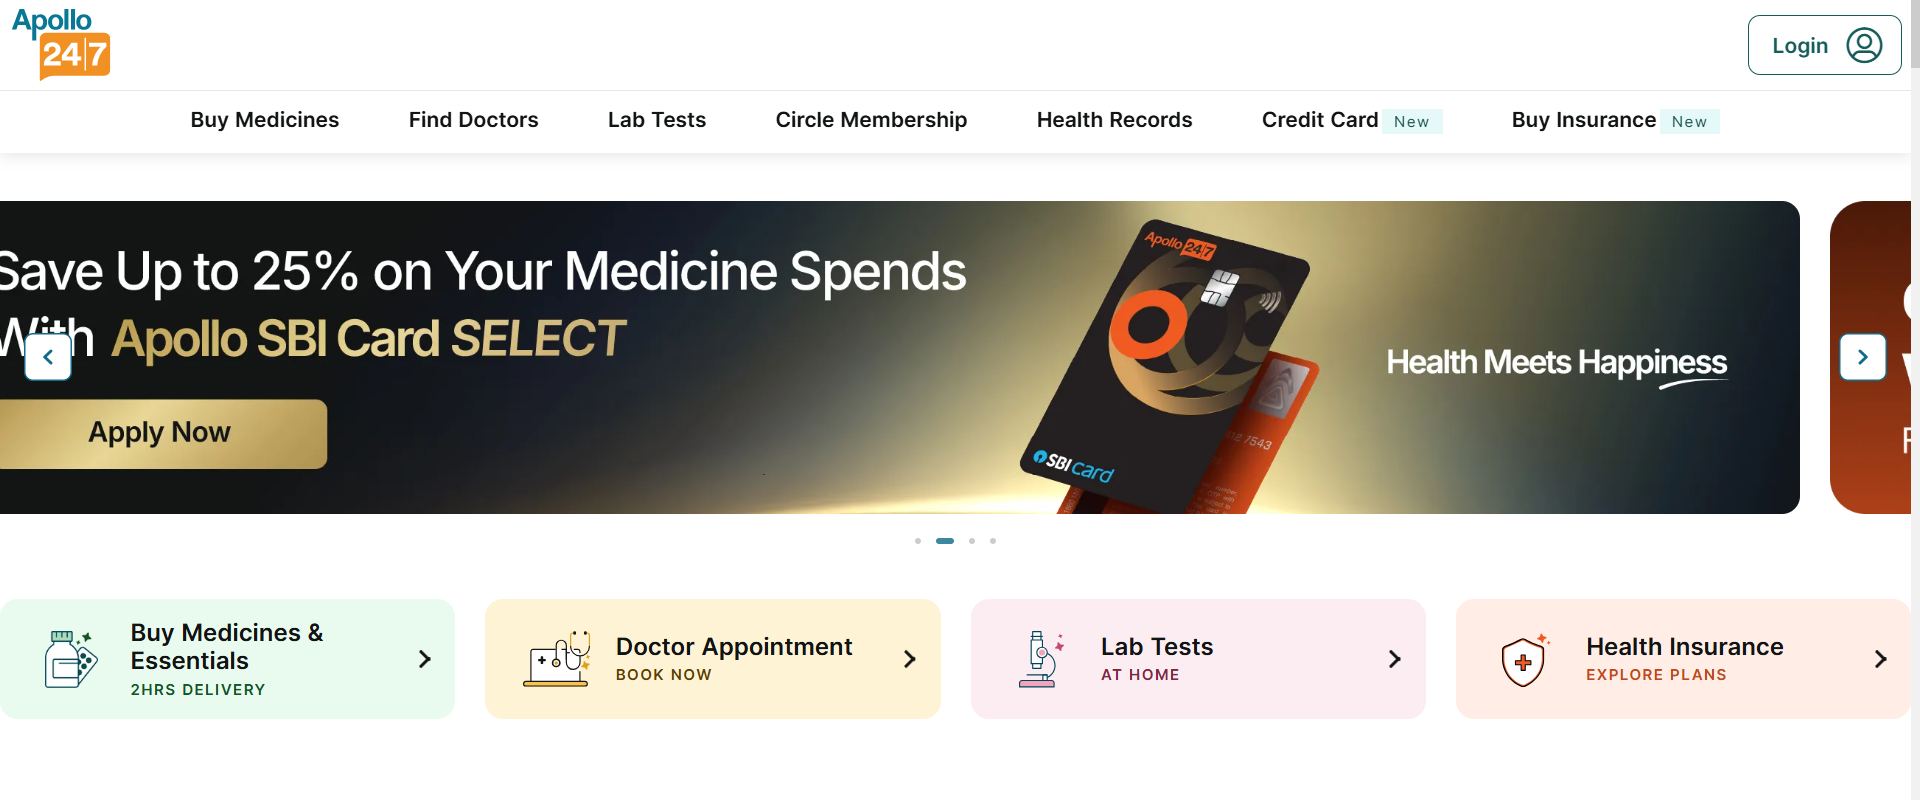 Apollo
24|7
Login
Buy Medicines
Find Doctors
Lab Tests
Circle Membership
Health Records
Credit Card New
Buy Insurance New
Save Up to 25% on Your Medicine Spends
With Apollo SBI Card SELECT
Apply Now
Apollo 24|7
SBI card
7543
Health Meets Happiness
Buy Medicines &
Essentials
2HRS DELIVERY
Doctor Appointment
BOOK NOW
Lab Tests
AT HOME
Health Insurance
EXPLORE PLANS